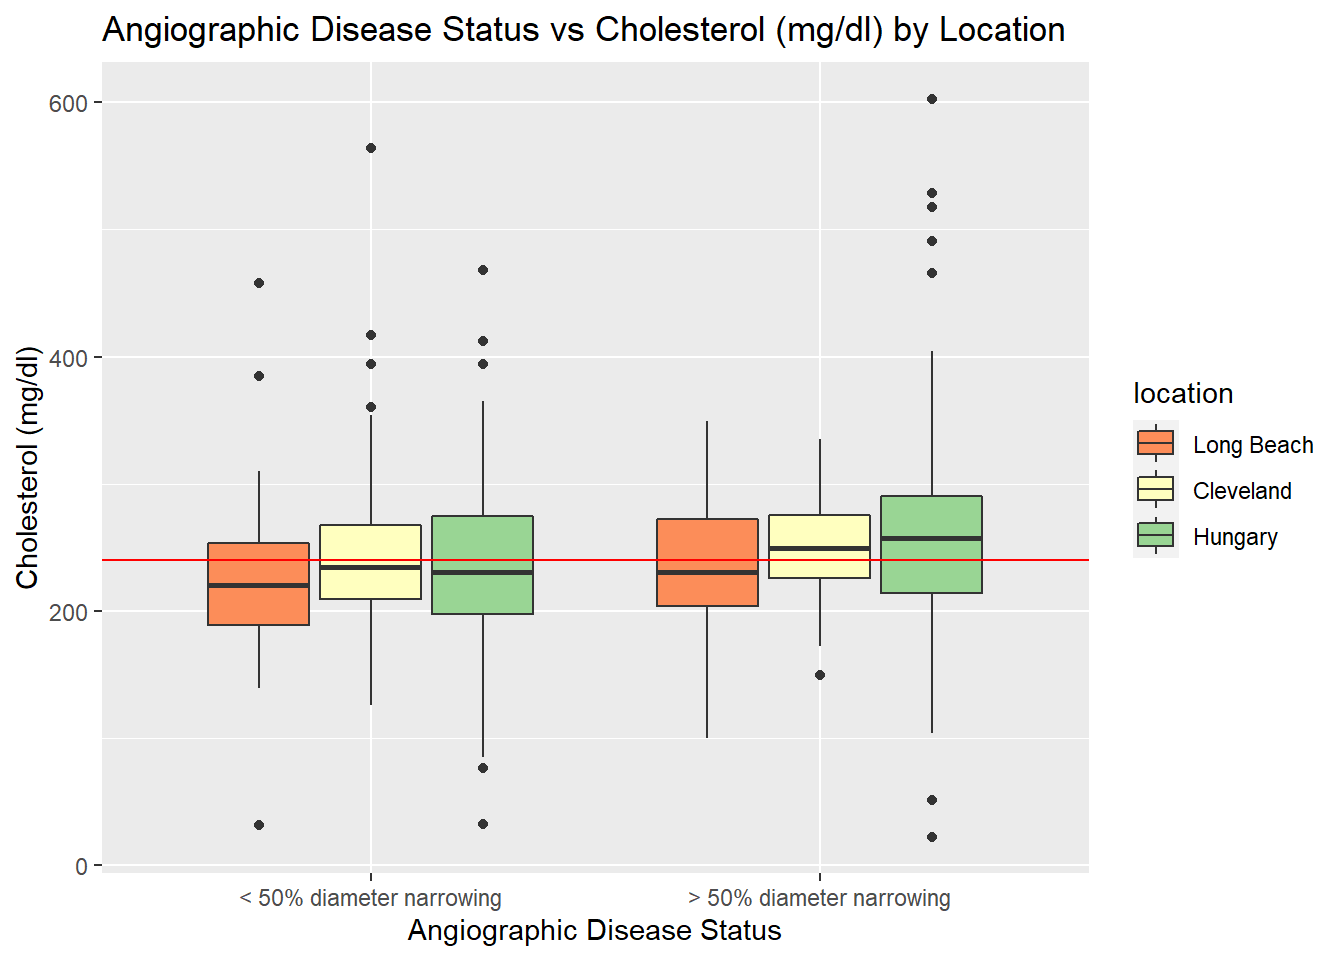 Angiographic Disease Status vs Cholesterol (mg/dl) by Location
Cholesterol (mg/dl)
600
400
200
0
< 50% diameter narrowing
> 50% diameter narrowing
Angiographic Disease Status
location
Long Beach
Cleveland
Hungary